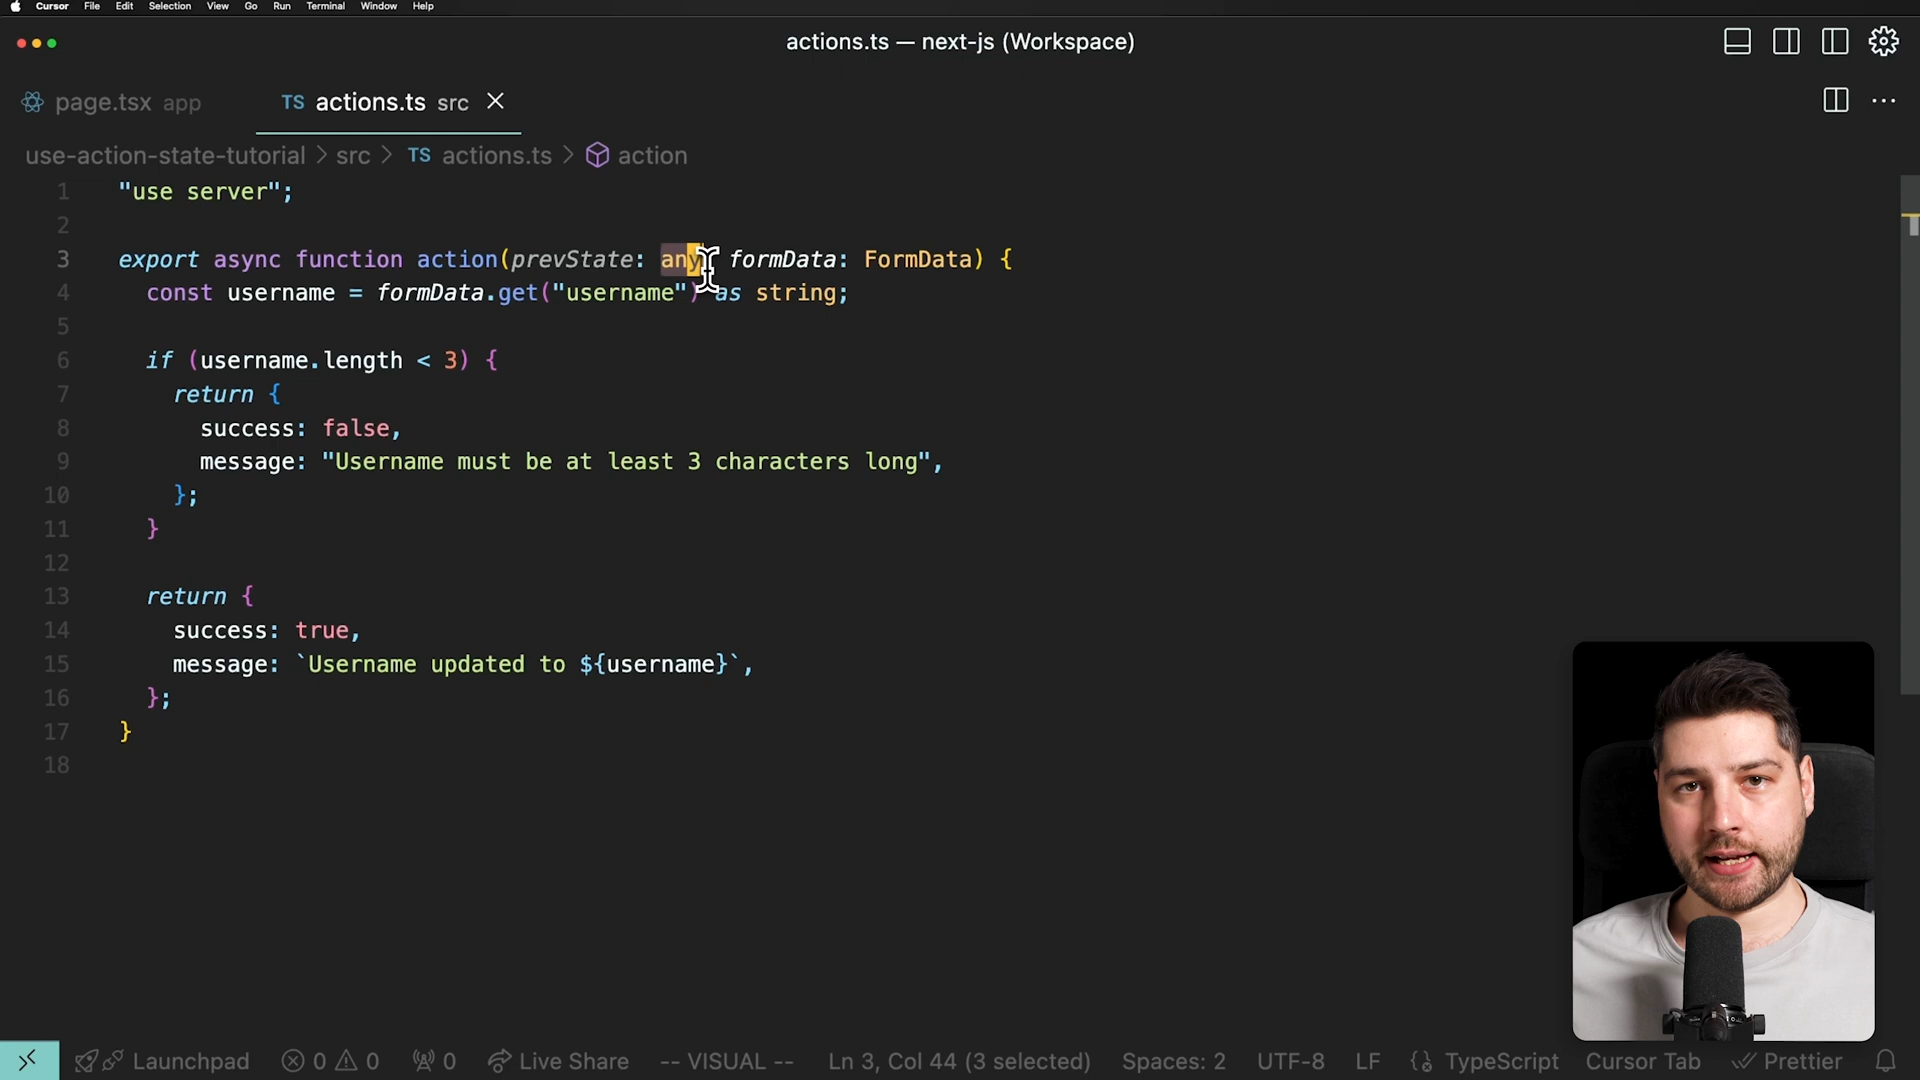 Cursor File Edit Selection View Go Run Terminal Window Help
actions.ts — next-js (Workspace)
page.tsx app TS actions.ts src
use-action-state-tutorial > src > TS actions.ts > action
1 "use server";
2
3 export async function action(prevState: any, formData: FormData) {
4 const username = formData.get("username") as string;
5
6 if (username.length < 3) {
7 return {
8 success: false,
9 message: "Username must be at least 3 characters long",
10 };
11 }
12
13 return {
14 success: true,
15 message: `Username updated to ${username}`,
16 };
17 }
18
Launchpad 0 0 0 Live Share -- VISUAL -- Ln 3, Col 44 (3 selected) Spaces: 2 UTF-8 LF {} TypeScript Cursor Tab Prettier